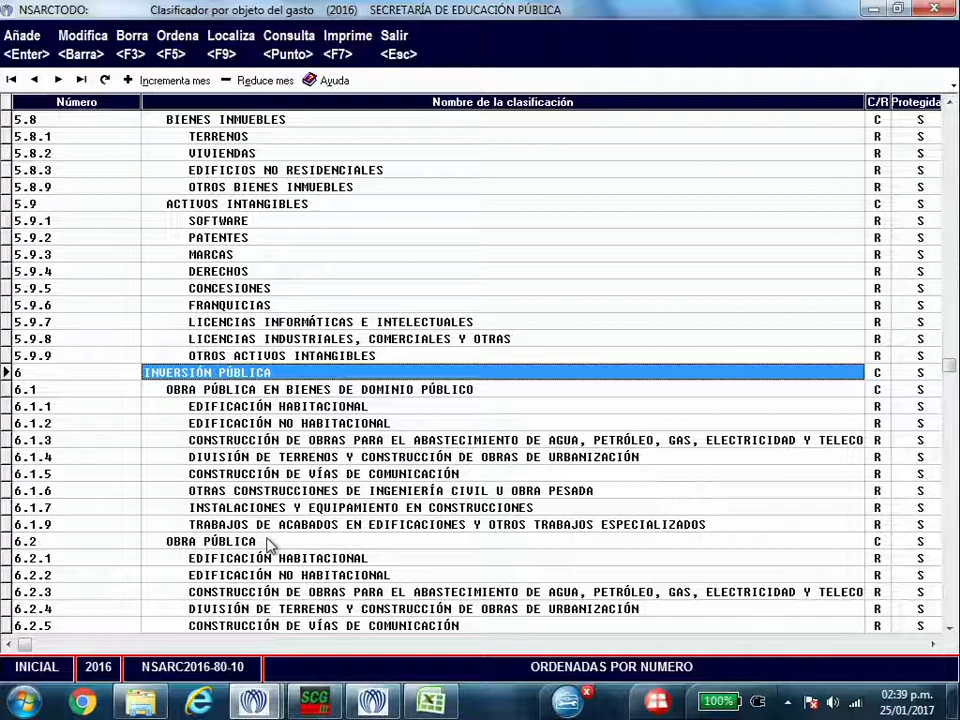 NSARCTODO: Clasificador por objeto del gasto (2016) SECRETARÍA DE EDUCACIÓN PÚBLICA
Añade Modifica Borra Ordena Localiza Consulta Imprime Salir
<Enter> <Barra> <F3> <F5> <F9> <Punto> <F7> <Esc>
Incrementa mes Reduce mes Ayuda
Número Nombre de la clasificación C/R Protegida
5.8 BIENES INMUEBLES C S
5.8.1 TERRENOS R S
5.8.2 VIVIENDAS R S
5.8.3 EDIFICIOS NO RESIDENCIALES R S
5.8.9 OTROS BIENES INMUEBLES R S
5.9 ACTIVOS INTANGIBLES C S
5.9.1 SOFTWARE R S
5.9.2 PATENTES R S
5.9.3 MARCAS R S
5.9.4 DERECHOS R S
5.9.5 CONCESIONES R S
5.9.6 FRANQUICIAS R S
5.9.7 LICENCIAS INFORMÁTICAS E INTELECTUALES R S
5.9.8 LICENCIAS INDUSTRIALES, COMERCIALES Y OTRAS R S
5.9.9 OTROS ACTIVOS INTANGIBLES R S
6 INVERSIÓN PÚBLICA C S
6.1 OBRA PÚBLICA EN BIENES DE DOMINIO PÚBLICO C S
6.1.1 EDIFICACIÓN HABITACIONAL R S
6.1.2 EDIFICACIÓN NO HABITACIONAL R S
6.1.3 CONSTRUCCIÓN DE OBRAS PARA EL ABASTECIMIENTO DE AGUA, PETRÓLEO, GAS, ELECTRICIDAD Y TELECO R S
6.1.4 DIVISIÓN DE TERRENOS Y CONSTRUCCIÓN DE OBRAS DE URBANIZACIÓN R S
6.1.5 CONSTRUCCIÓN DE VÍAS DE COMUNICACIÓN R S
6.1.6 OTRAS CONSTRUCCIONES DE INGENIERÍA CIVIL U OBRA PESADA R S
6.1.7 INSTALACIONES Y EQUIPAMIENTO EN CONSTRUCCIONES R S
6.1.9 TRABAJOS DE ACABADOS EN EDIFICACIONES Y OTROS TRABAJOS ESPECIALIZADOS R S
6.2 OBRA PÚBLICA C S
6.2.1 EDIFICACIÓN HABITACIONAL R S
6.2.2 EDIFICACIÓN NO HABITACIONAL R S
6.2.3 CONSTRUCCIÓN DE OBRAS PARA EL ABASTECIMIENTO DE AGUA, PETRÓLEO, GAS, ELECTRICIDAD Y TELECO R S
6.2.4 DIVISIÓN DE TERRENOS Y CONSTRUCCIÓN DE OBRAS DE URBANIZACIÓN R S
6.2.5 CONSTRUCCIÓN DE VÍAS DE COMUNICACIÓN R S
INICIAL 2016 NSARC2016-80-10 ORDENADAS POR NUMERO
SCG
100%
02:39 p.m.
25/01/2017